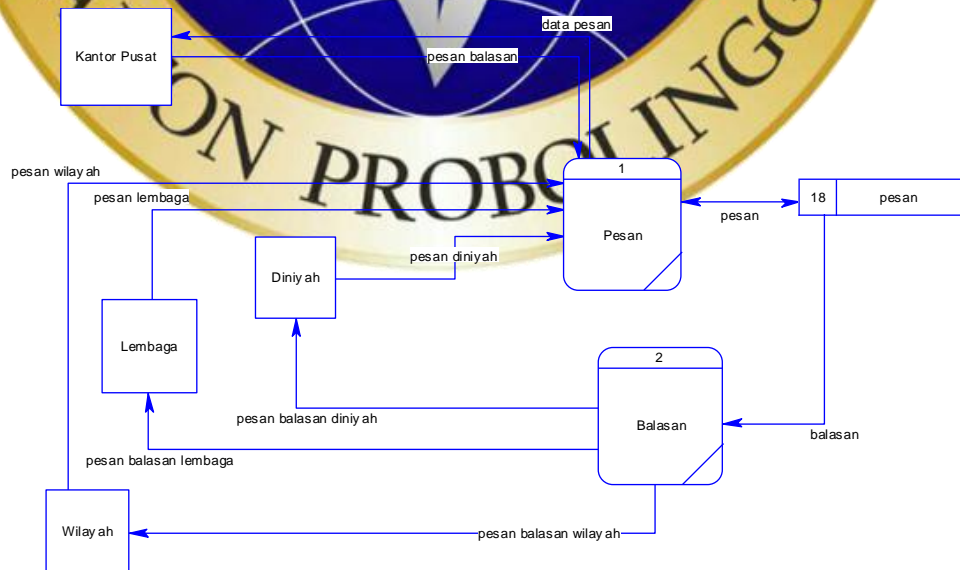 data pesan
Kantor Pusat
pesan balasan
ON PROBOLINGG
1
pesan wilayah
pesan lembaga
18 pesan
pesan
Pesan
pesan diniyah
Diniyah
Lembaga
2
pesan balasan diniyah
Balasan
balasan
pesan balasan lembaga
Wilayah
pesan balasan wilayah